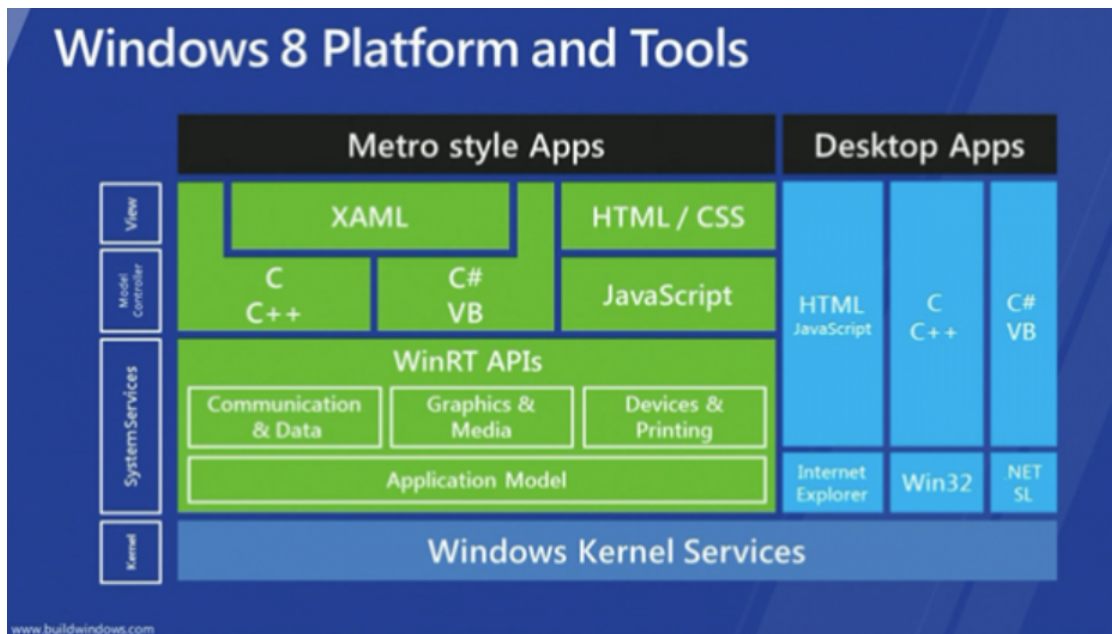 Windows 8 Platform and Tools
Metro style Apps
Desktop Apps
View
XAML
HTML / CSS
Model
Controller
C
C++
C#
VB
JavaScript
HTML
JavaScript
C
C++
C#
VB
System Services
WinRT APIs
Communication
& Data
Graphics &
Media
Devices &
Printing
Application Model
Internet
Explorer
Win32
.NET
SL
Kernel
Windows Kernel Services
www.buildwindows.com